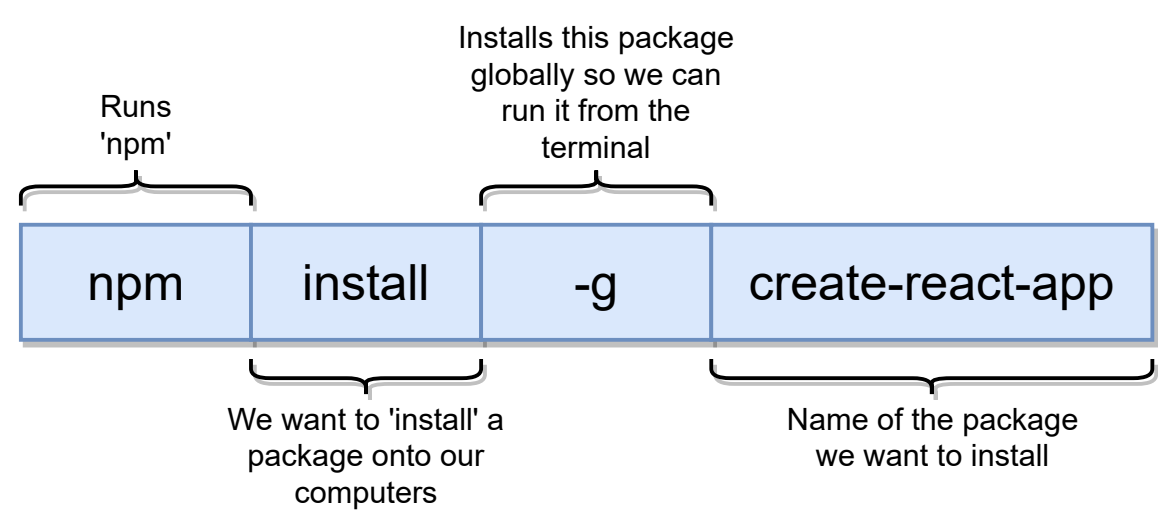 Installs this package
globally so we can
run it from the
terminal
Runs
'npm'
npm install -g create-react-app
We want to 'install' a
package onto our
computers
Name of the package
we want to install